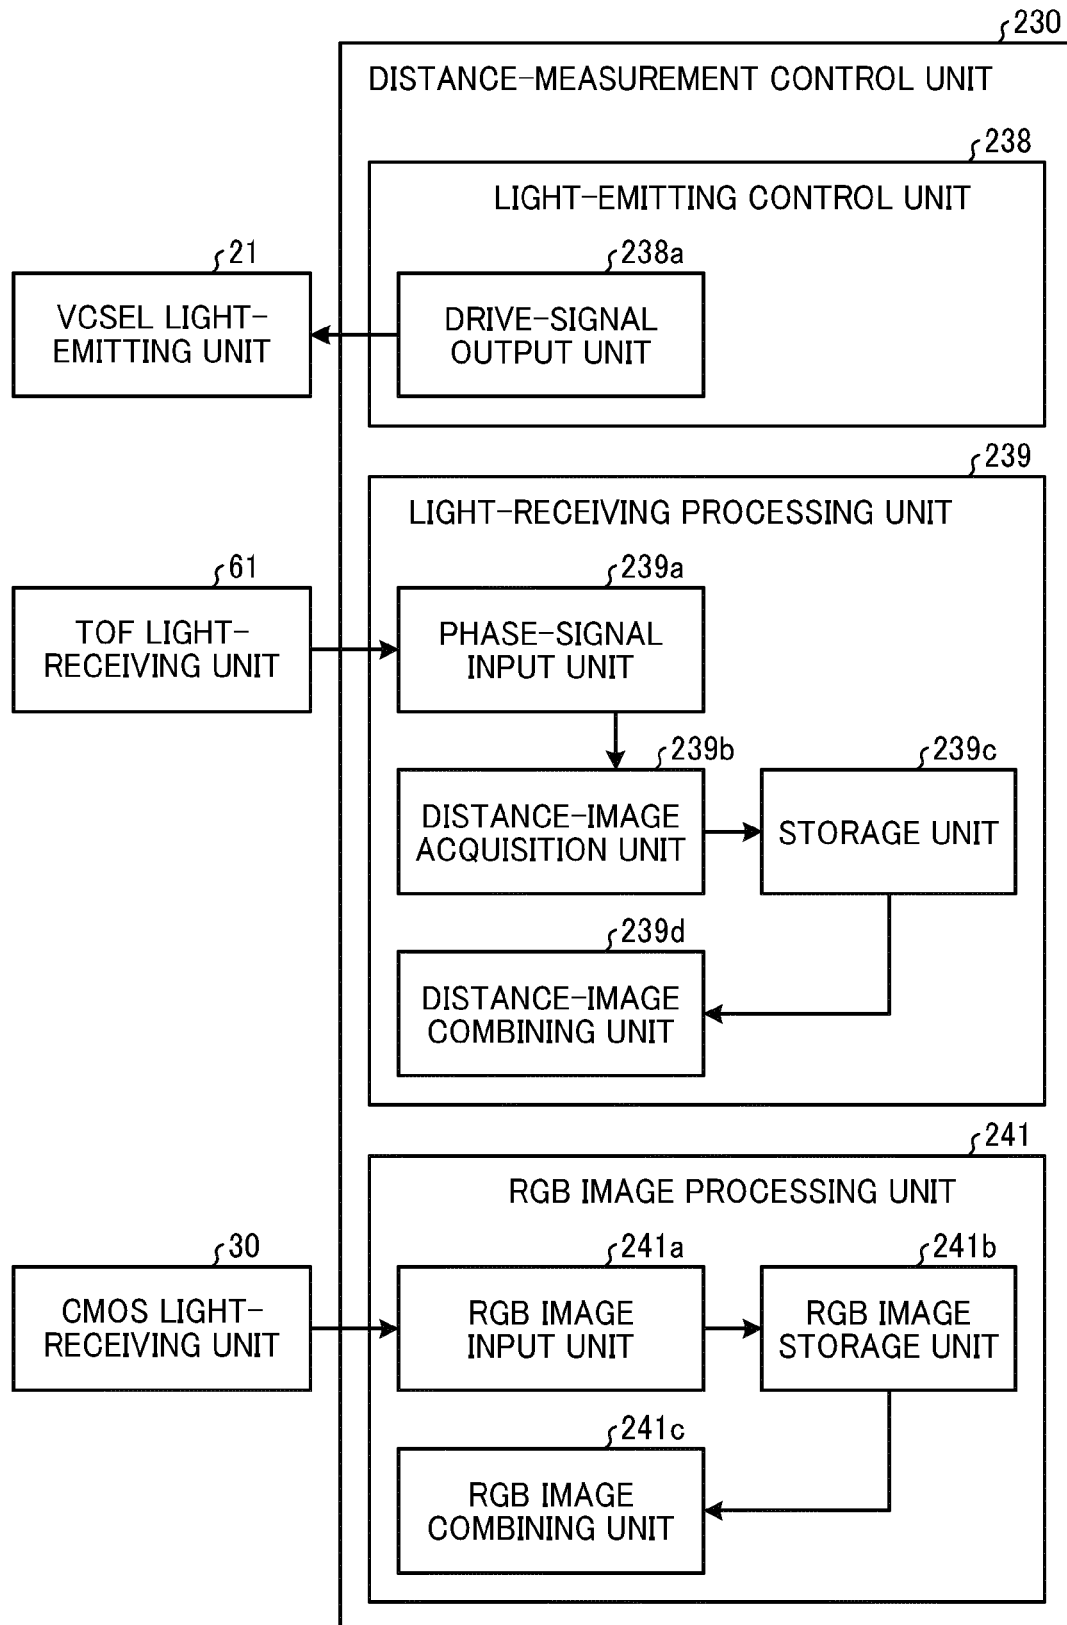 230
DISTANCE-MEASUREMENT CONTROL UNIT
238
LIGHT-EMITTING CONTROL UNIT
21
VCSEL LIGHT-
EMITTING UNIT
238a
DRIVE-SIGNAL
OUTPUT UNIT
239
LIGHT-RECEIVING PROCESSING UNIT
61
TOF LIGHT-
RECEIVING UNIT
239a
PHASE-SIGNAL
INPUT UNIT
239b
DISTANCE-IMAGE
ACQUISITION UNIT
239c
STORAGE UNIT
239d
DISTANCE-IMAGE
COMBINING UNIT
241
RGB IMAGE PROCESSING UNIT
30
CMOS LIGHT-
RECEIVING UNIT
241a
RGB IMAGE
INPUT UNIT
241b
RGB IMAGE
STORAGE UNIT
241c
RGB IMAGE
COMBINING UNIT